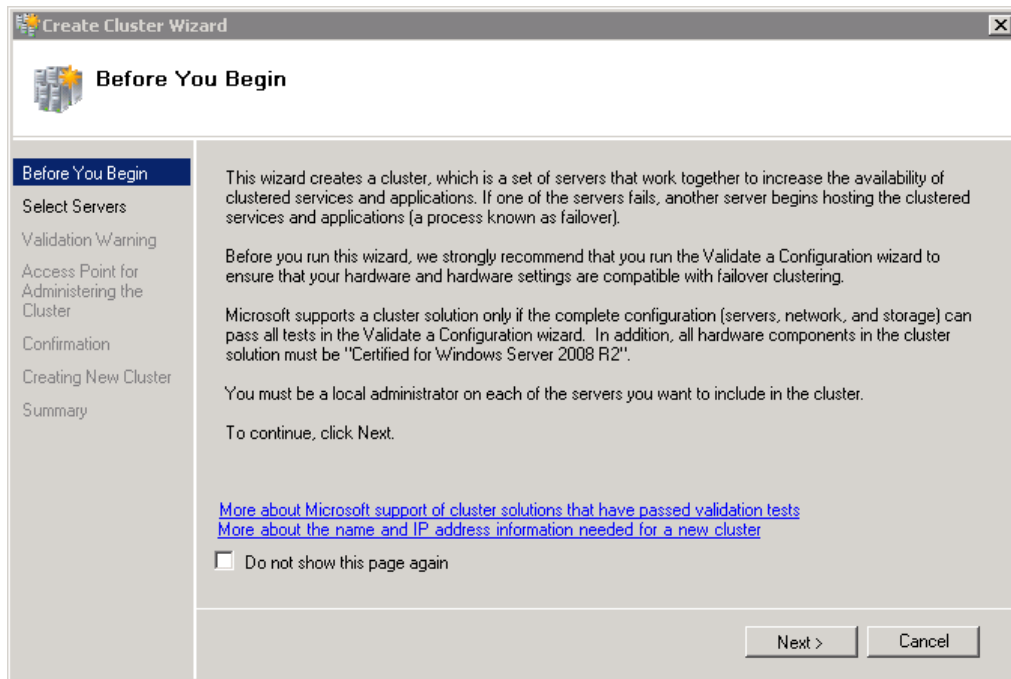 Create Cluster Wizard
Before You Begin
Before You Begin
Select Servers
Validation Warning
Access Point for
Administering the
Cluster
Confirmation
Creating New Cluster
Summary
This wizard creates a cluster, which is a set of servers that work together to increase the availability of
clustered services and applications. If one of the servers fails, another server begins hosting the clustered
services and applications (a process known as failover).
Before you run this wizard, we strongly recommend that you run the Validate a Configuration wizard to
ensure that your hardware and hardware settings are compatible with failover clustering.
Microsoft supports a cluster solution only if the complete configuration (servers, network, and storage) can
pass all tests in the Validate a Configuration wizard.  In addition, all hardware components in the cluster
solution must be "Certified for Windows Server 2008 R2".
You must be a local administrator on each of the servers you want to include in the cluster.
To continue, click Next.
More about Microsoft support of cluster solutions that have passed validation tests
More about the name and IP address information needed for a new cluster
Do not show this page again
Next >
Cancel